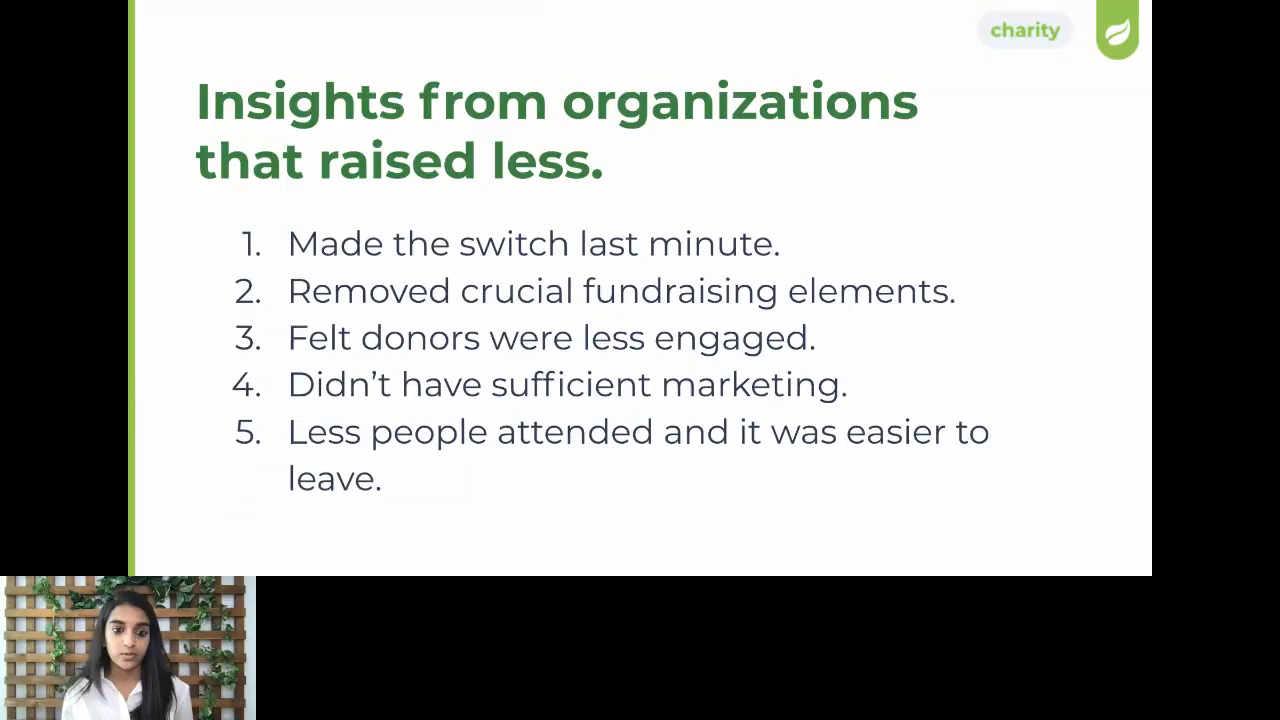 charity
Insights from organizations
that raised less.
1. Made the switch last minute.
2. Removed crucial fundraising elements.
3. Felt donors were less engaged.
4. Didn’t have sufficient marketing.
5. Less people attended and it was easier to
leave.